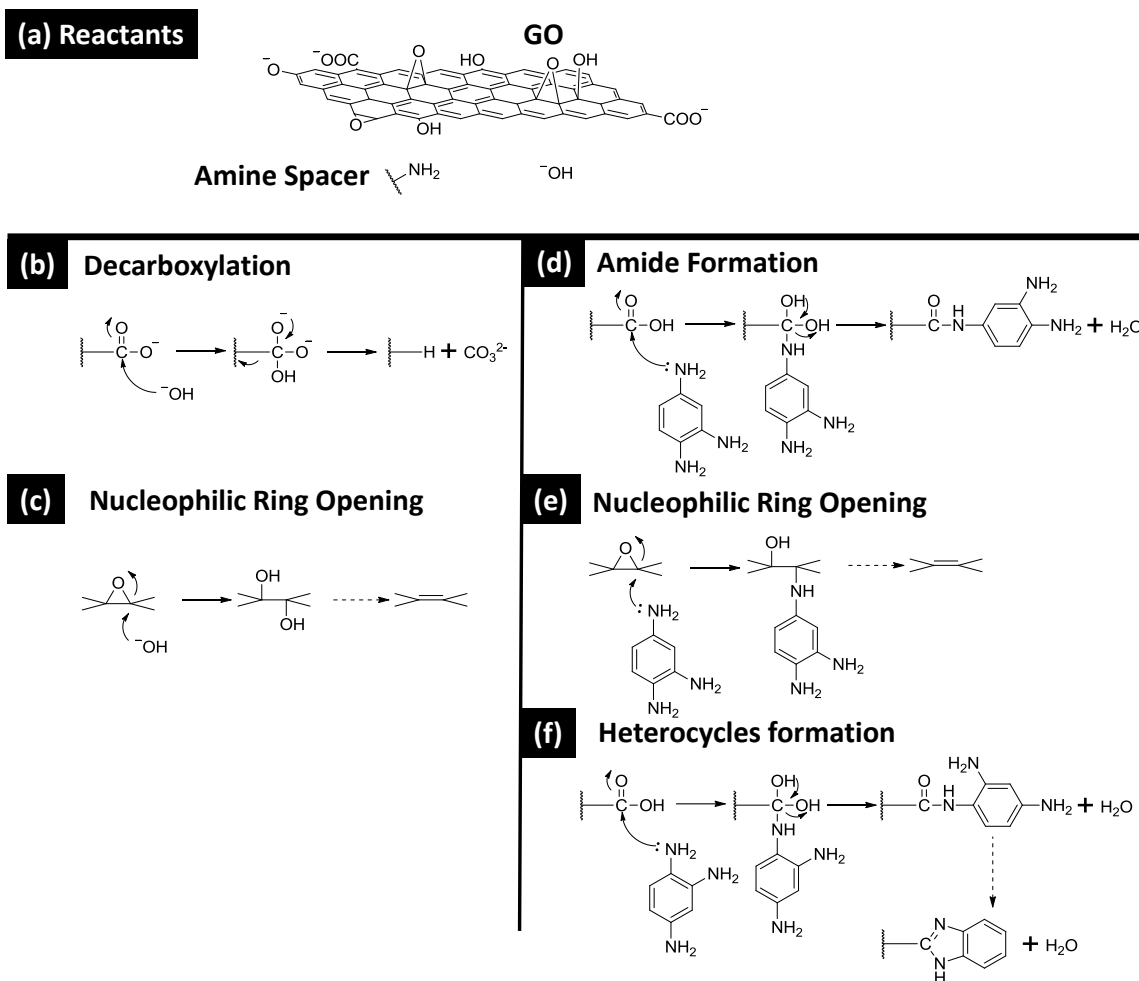 (a) Reactants
GO
⁻OOC
O
HO
O
OH
⁻O
O
OH
COO⁻
Amine Spacer
NH₂
⁻OH
(b) Decarboxylation
O
C O⁻
⁻OH
O⁻
C O⁻
OH
H + CO₃²⁻
(c) Nucleophilic Ring Opening
O
⁻OH
OH
OH
(d) Amide Formation
O
C OH
:NH₂
NH₂
NH₂
OH
C OH
NH
NH₂
NH₂
O H
C N
NH₂
NH₂ + H₂O
(e) Nucleophilic Ring Opening
O
:NH₂
NH₂
NH₂
OH
NH
NH₂
NH₂
(f) Heterocycles formation
O
C OH
:NH₂
NH₂
NH₂
OH
C OH
NH
NH₂
NH₂
O H
C N
H₂N
NH₂ + H₂O
N
C
N
H
+ H₂O